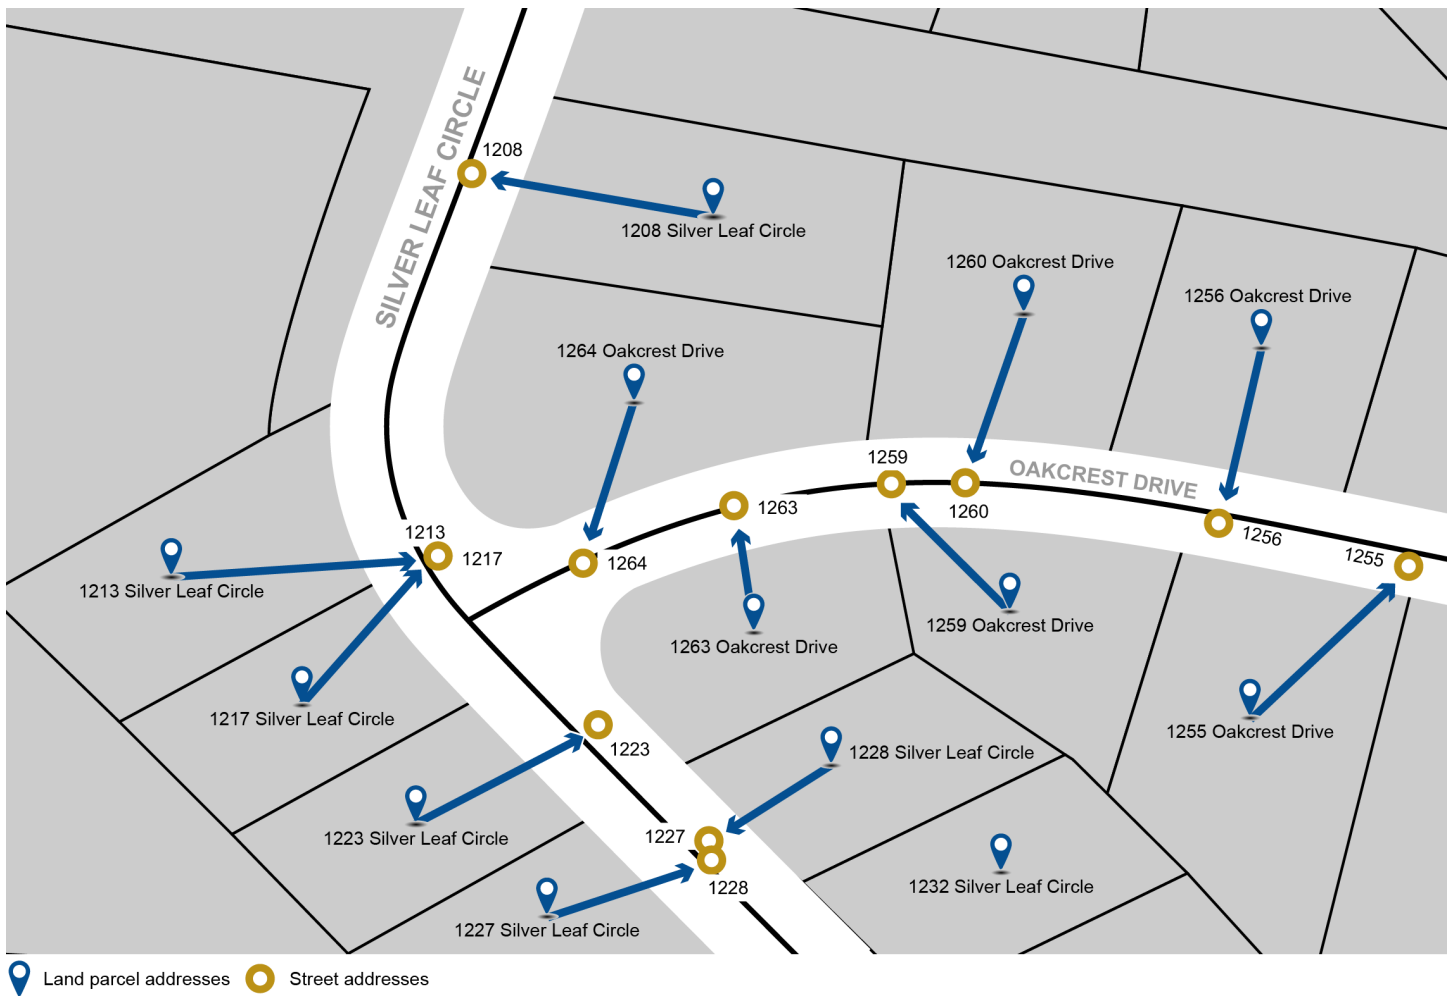 SILVER LEAF CIRCLE
1208
1208 Silver Leaf Circle
1260 Oakcrest Drive
1256 Oakcrest Drive
1264 Oakcrest Drive
1259
OAKCREST DRIVE
1263
1260
1256
1213
1217
1264
1255
1213 Silver Leaf Circle
1263 Oakcrest Drive
1259 Oakcrest Drive
1217 Silver Leaf Circle
1223
1228 Silver Leaf Circle
1255 Oakcrest Drive
1223 Silver Leaf Circle
1227
1228
1232 Silver Leaf Circle
1227 Silver Leaf Circle
Land parcel addresses
Street addresses